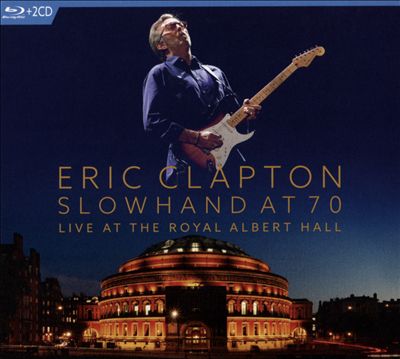 Blu-ray Disc +2CD
ERIC CLAPTON
SLOWHAND AT 70
LIVE AT THE ROYAL ALBERT HALL